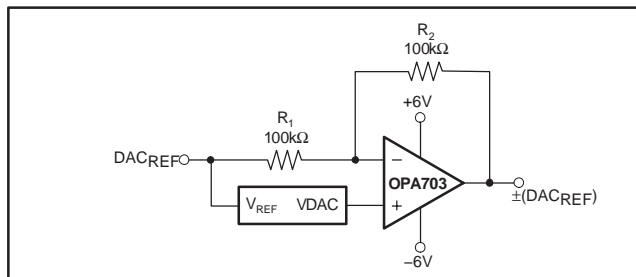 R2
100kΩ
+6V
R1
100kΩ
DACREF
OPA703
VREF VDAC
±(DACREF)
−6V
−
+